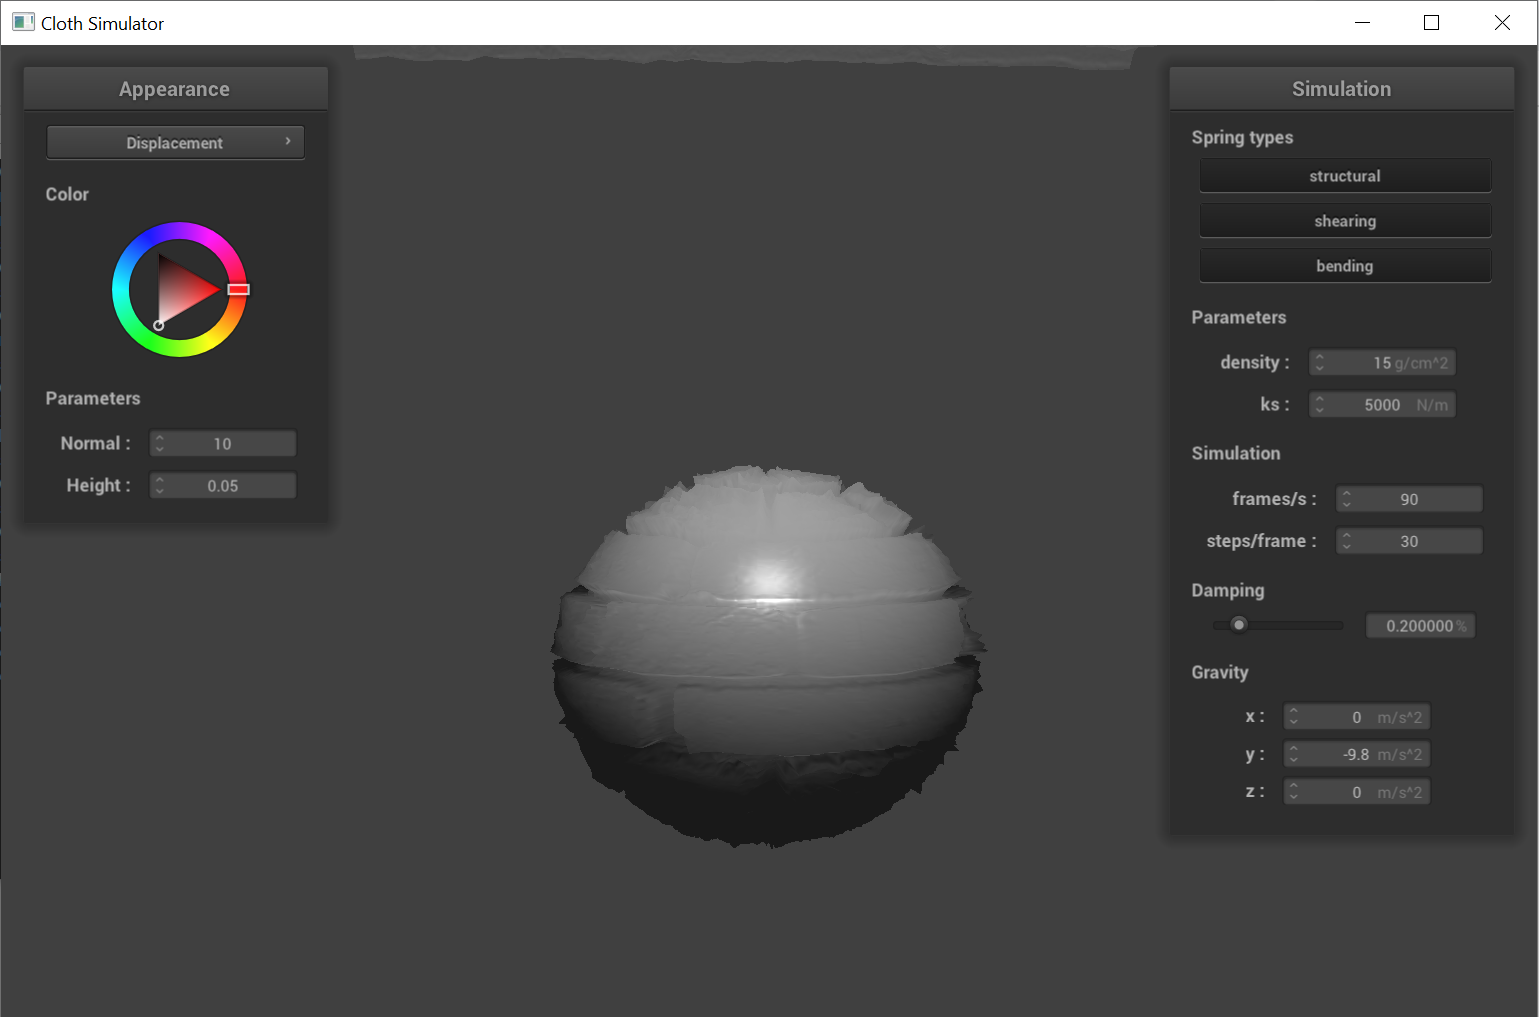 Cloth Simulator
Appearance
Displacement
Color
Parameters
Normal : 10
Height : 0.05
Simulation
Spring types
structural
shearing
bending
Parameters
density : 15 g/cm^2
ks : 5000 N/m
Simulation
frames/s : 90
steps/frame : 30
Damping
0.200000 %
Gravity
x : 0 m/s^2
y : -9.8 m/s^2
z : 0 m/s^2